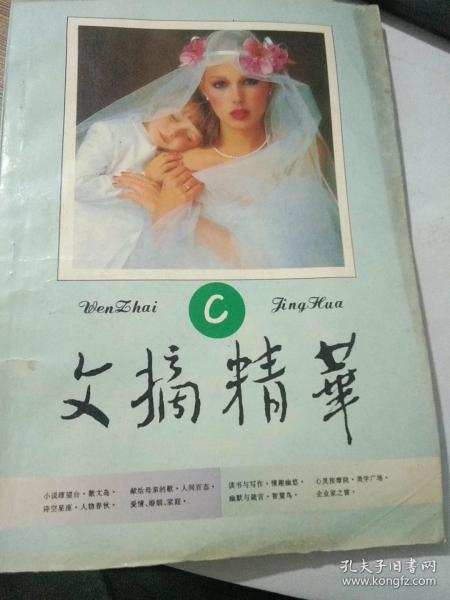 WenZhai C JingHua
文摘精華
小说瞭望台·散文岛· 献给母亲的歌·人间百态· 读书与写作·情趣幽悠· 心灵按摩院·美学广场·
诗空星座·人物春秋· 爱情、婚姻、家庭· 幽默与箴言·智慧鸟· 企业家之窗·
孔夫子旧书网
www.kongfz.com